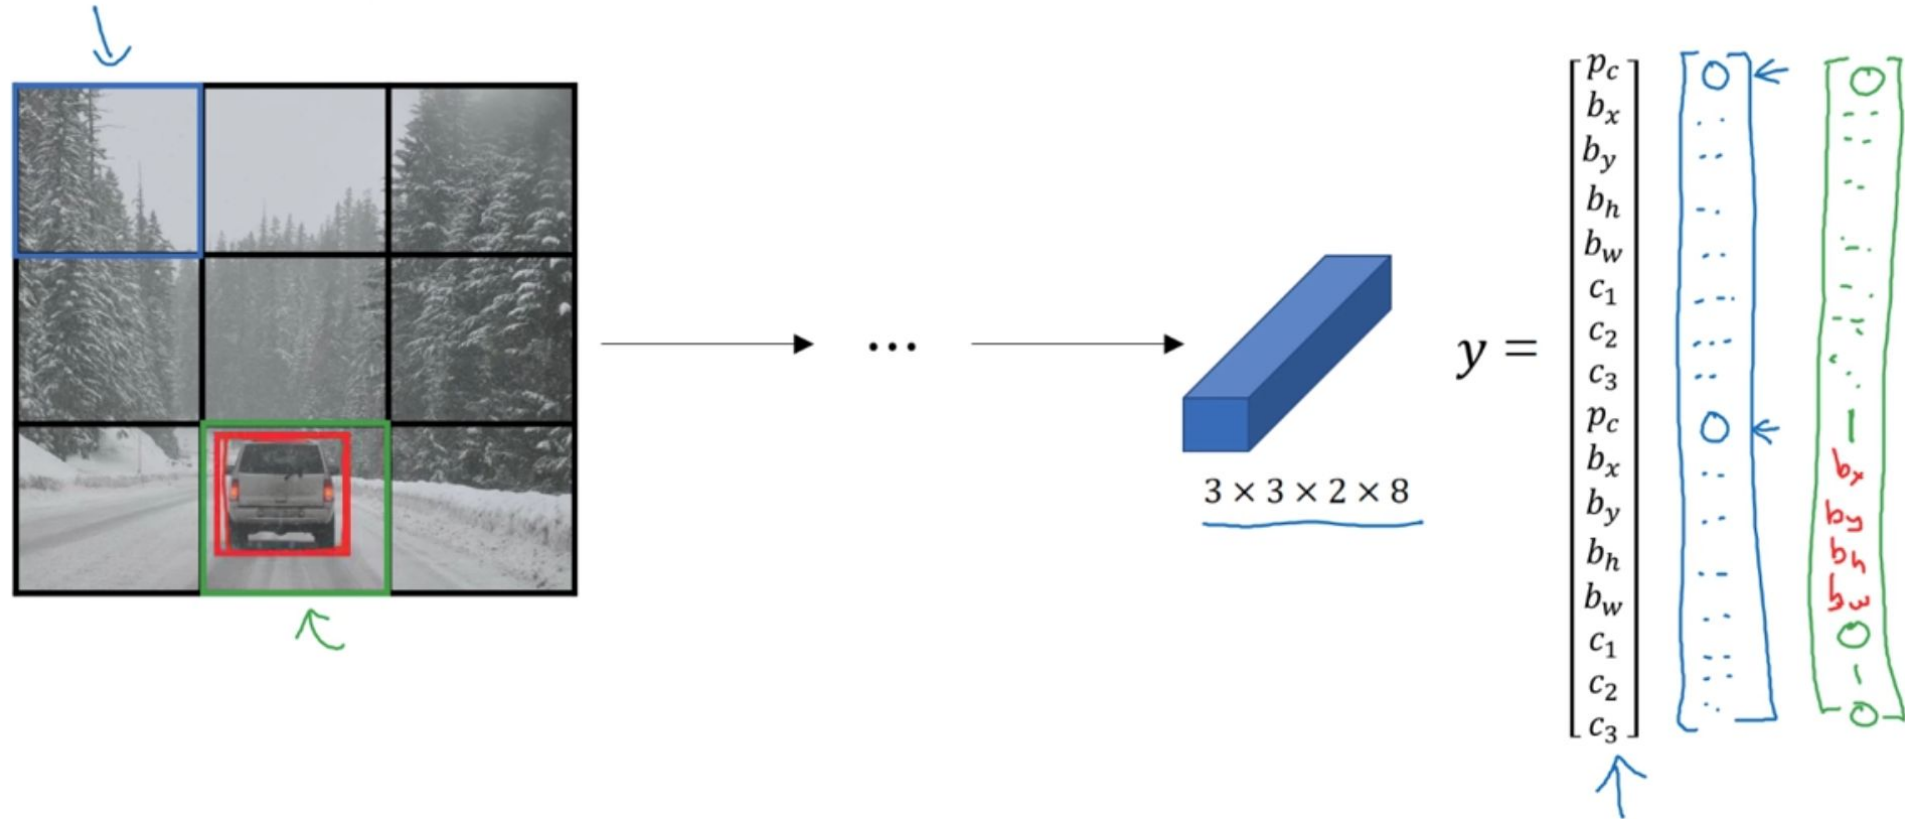 3 × 3 × 2 × 8
y =
p_c
b_x
b_y
b_h
b_w
c_1
c_2
c_3
p_c
b_x
b_y
b_h
b_w
c_1
c_2
c_3
0
0
0
1
b_x
b_y
b_h
b_w
0
1
0